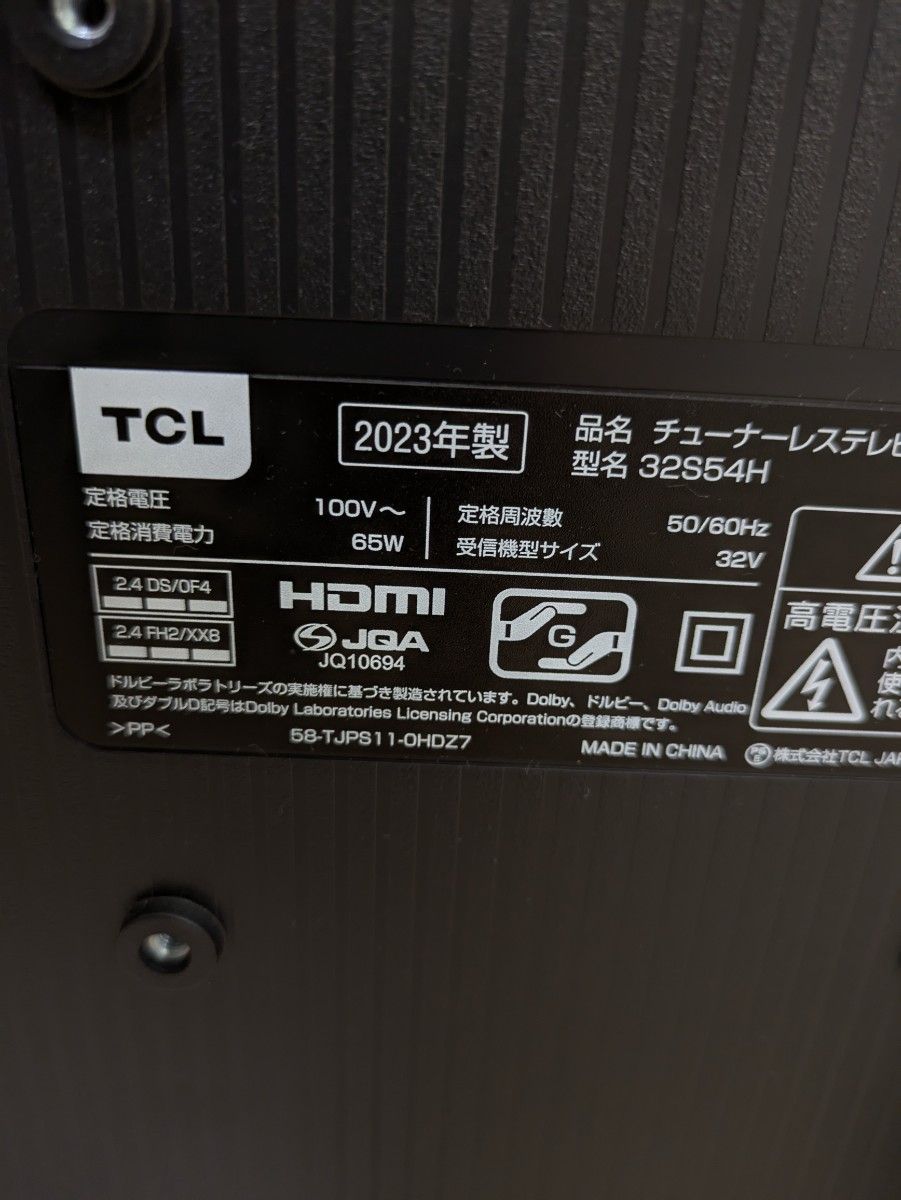 TCL
2023年製
品名 チューナーレステレビ
型名 32S54H
定格電圧 100V～
定格消費電力 65W
定格周波数 50/60Hz
受信機型サイズ 32V
2.4 DS/OF4
2.4 FH2/XX8
HDMI
JQA
JQ10694
G
高電圧注
内
使
れ
ドルビーラボラトリーズの実施権に基づき製造されています。Dolby、ドルビー、Dolby Audio
及びダブルD記号はDolby Laboratories Licensing Corporationの登録商標です。
>PP<
58-TJPS11-0HDZ7
MADE IN CHINA
株式会社TCL JAP